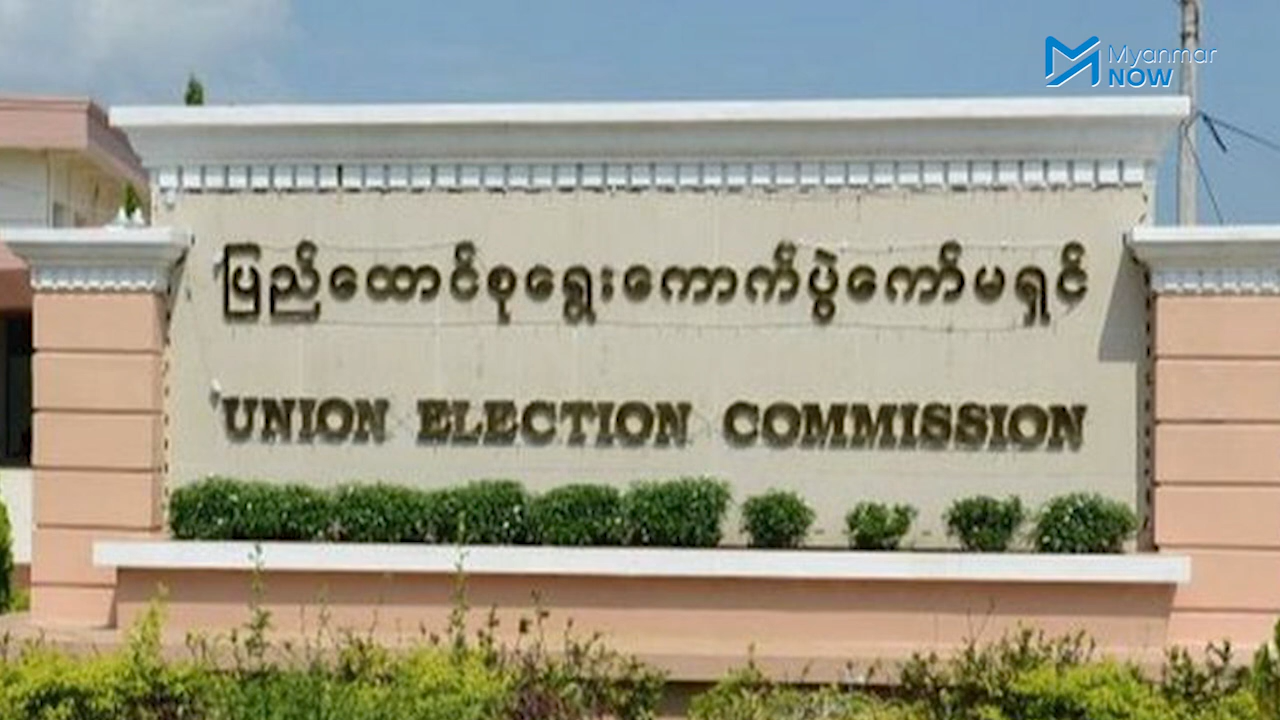 Myanmar
NOW
ပြည်ထောင်စုရွေးကောက်ပွဲကော်မရှင်
UNION ELECTION COMMISSION